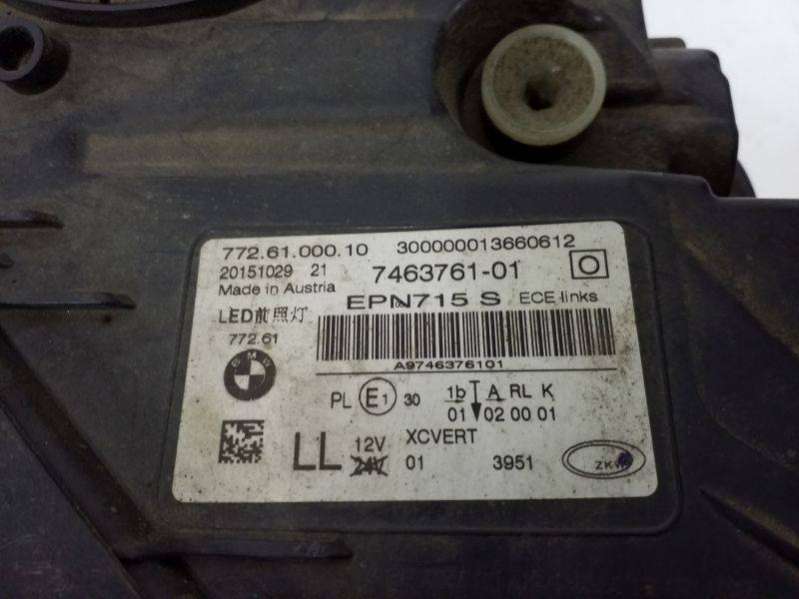 772.61.000.10 300000013660612
20151029 21 7463761-01 O
Made in Austria EPN715 S ECE links
LED前照灯
772.61
A9746376101
BMW
PL E1 30 1b A RL K
01 02 00 01
LL 12V XCVERT
24V 01 3951 ZKW